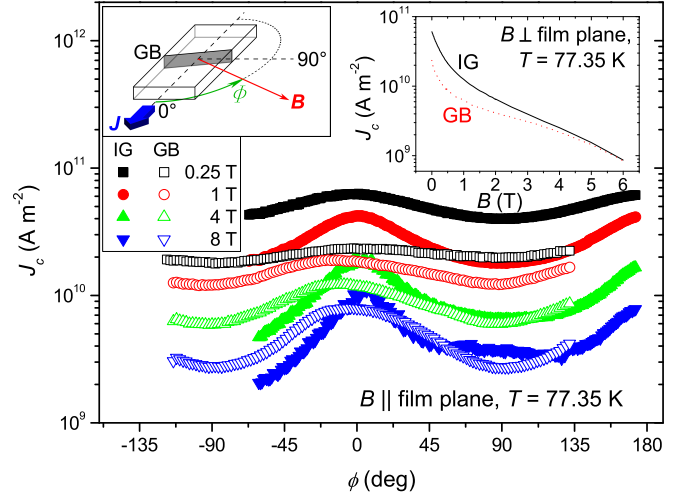 10¹²
10¹¹
10¹⁰
10⁹
J_c (A m⁻²)
GB
90°
0°
ϕ
B
J
IG GB
0.25 T
1 T
4 T
8 T
10¹¹
10¹⁰
10⁹
J_c (A m⁻²)
B ⊥ film plane,
T = 77.35 K
IG
GB
0 1 2 3 4 5 6
B (T)
B || film plane, T = 77.35 K
-135 -90 -45 0 45 90 135 180
ϕ (deg)